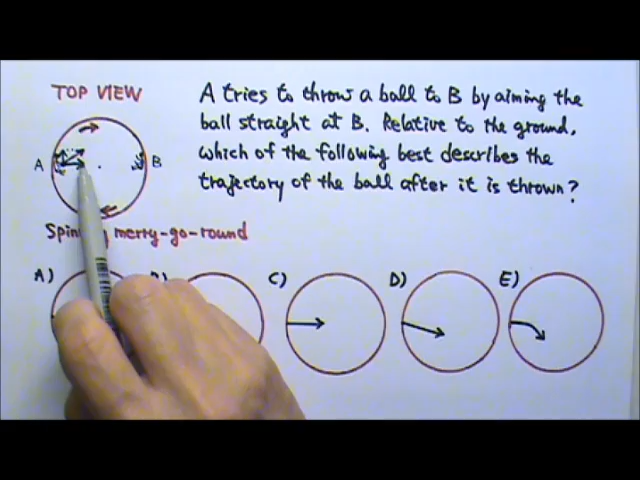 TOP VIEW
A tries to throw a ball to B by aiming the
ball straight at B. Relative to the ground,
which of the following best describes the
trajectory of the ball after it is thrown?
A
B
merry-go-round
A)
C)
D)
E)